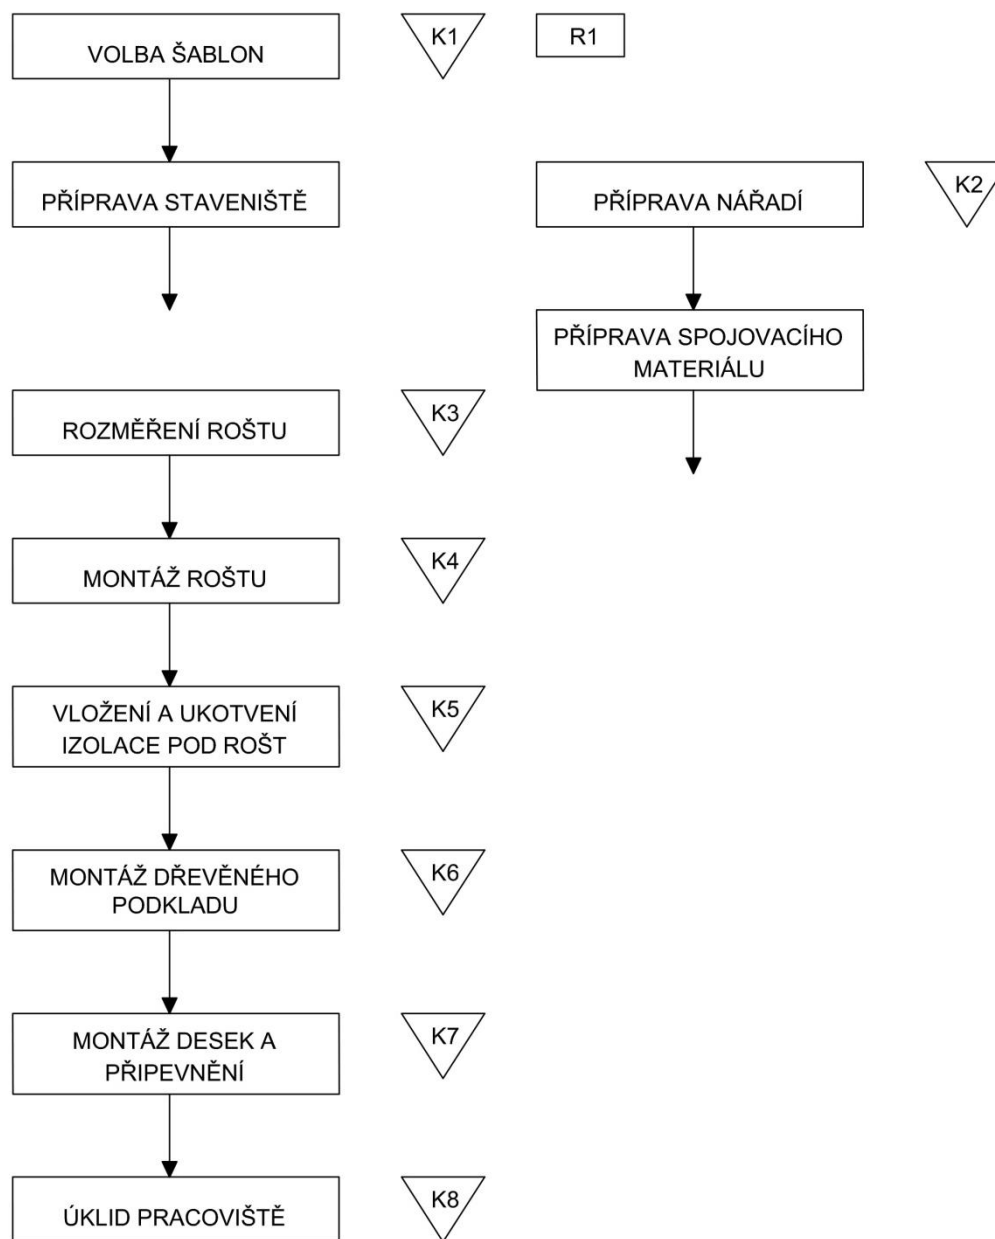 VOLBA ŠABLON
K1
R1
PŘÍPRAVA STAVENIŠTĚ
PŘÍPRAVA NÁŘADÍ
K2
PŘÍPRAVA SPOJOVACÍHO
MATERIÁLU
ROZMĚŘENÍ ROŠTU
K3
MONTÁŽ ROŠTU
K4
VLOŽENÍ A UKOTVENÍ
IZOLACE POD ROŠT
K5
MONTÁŽ DŘEVĚNÉHO
PODKLADU
K6
MONTÁŽ DESEK A
PŘIPEVNĚNÍ
K7
ÚKLID PRACOVIŠTĚ
K8